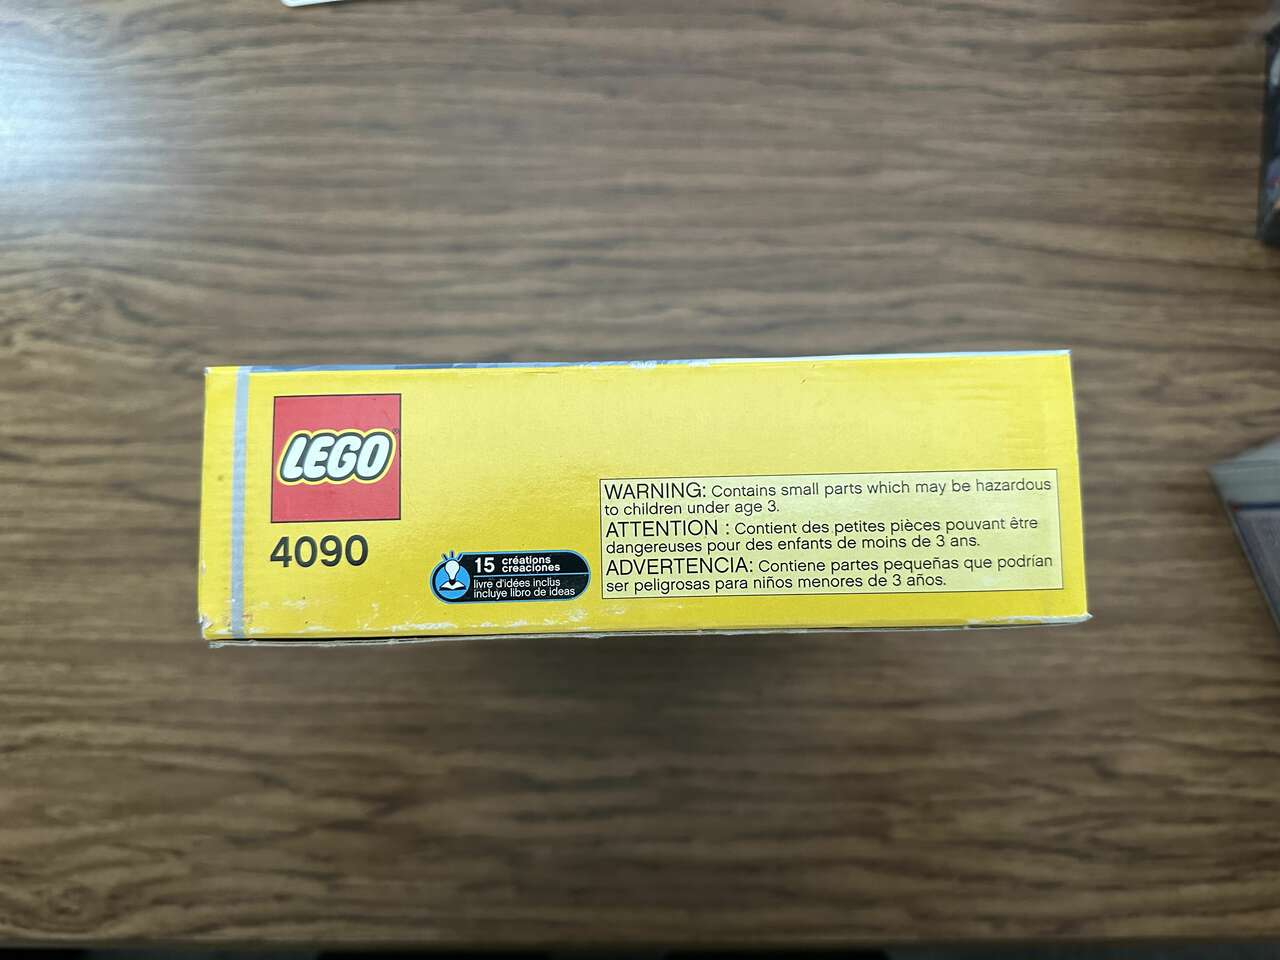 LEGO®
4090
15 créations
creaciones
livre d'idées inclus
incluye libro de ideas
WARNING: Contains small parts which may be hazardous
to children under age 3.
ATTENTION : Contient des petites pièces pouvant être
dangereuses pour des enfants de moins de 3 ans.
ADVERTENCIA: Contiene partes pequeñas que podrían
ser peligrosas para niños menores de 3 años.